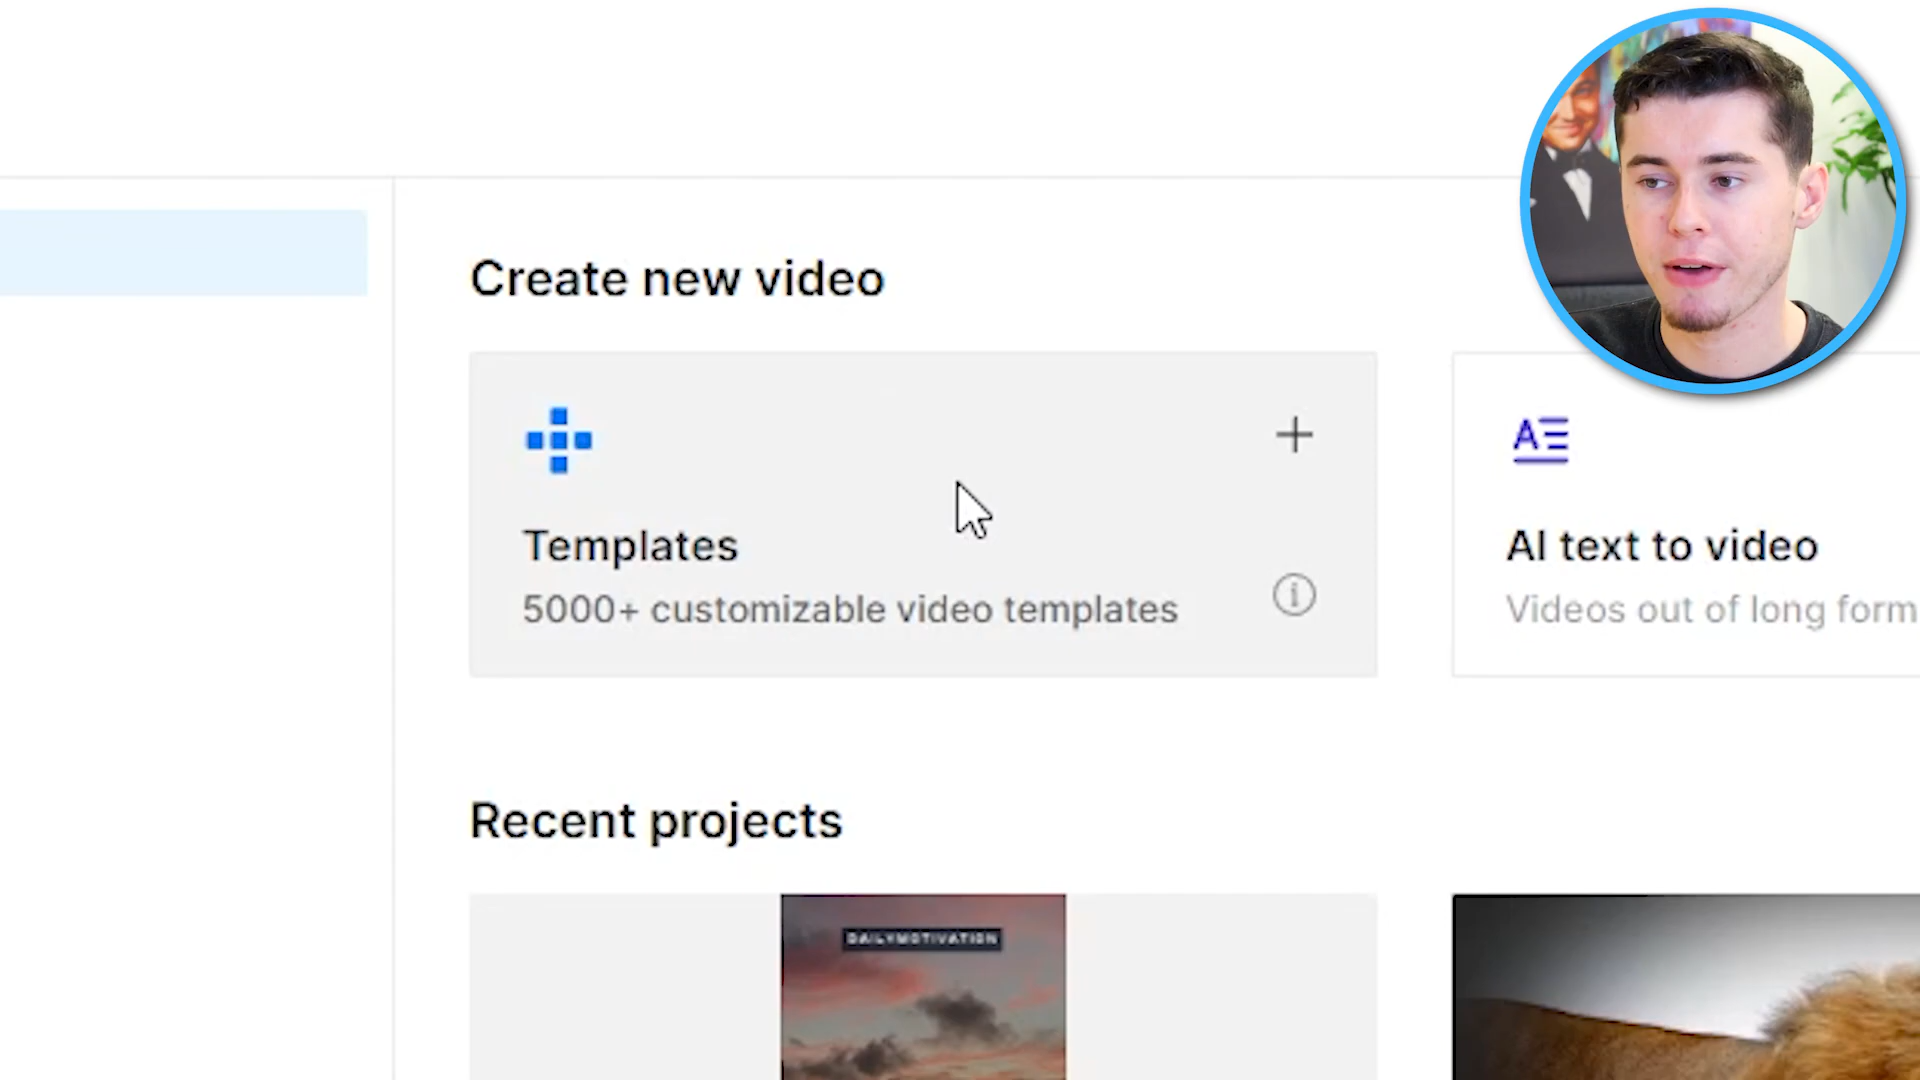 Create new video
Templates
5000+ customizable video templates
AI text to video
Videos out of long form
Recent projects
DAILYMOTIVATION